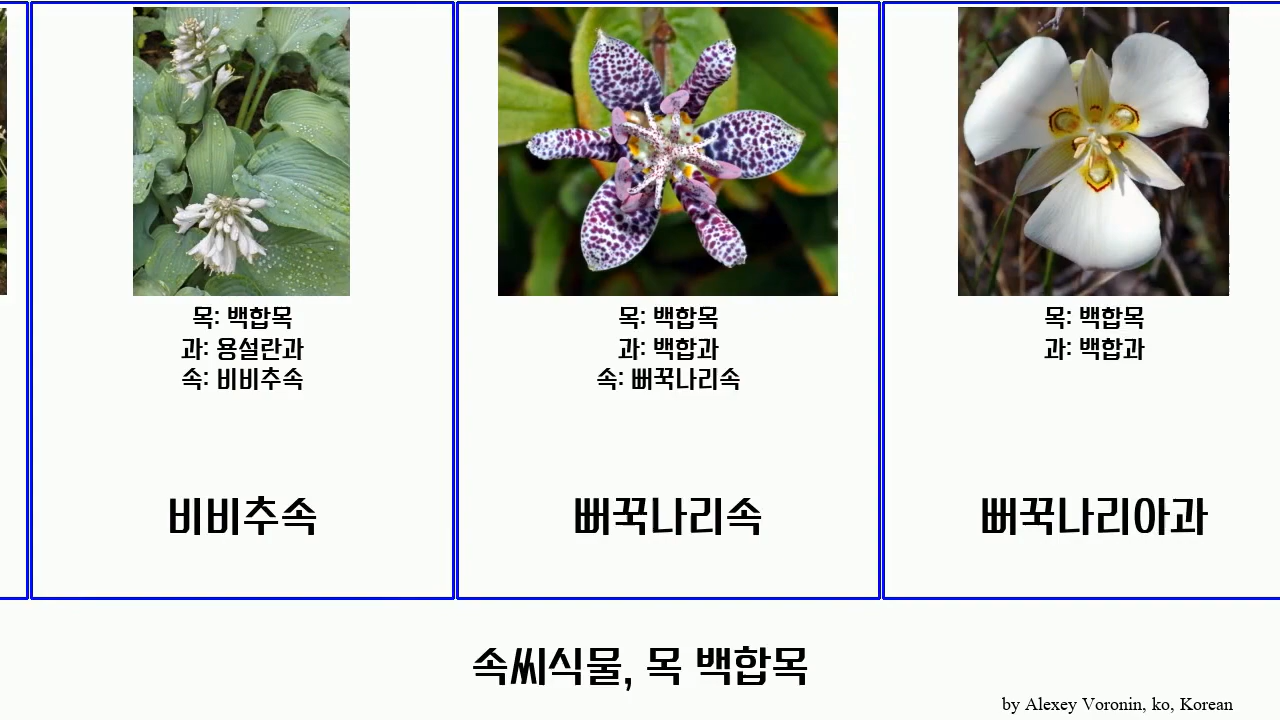 목: 백합목
과: 용설란과
속: 비비추속
비비추속
목: 백합목
과: 백합과
속: 뻐꾹나리속
뻐꾹나리속
목: 백합목
과: 백합과
뻐꾹나리아과
속씨식물, 목 백합목
by Alexey Voronin, ko, Korean